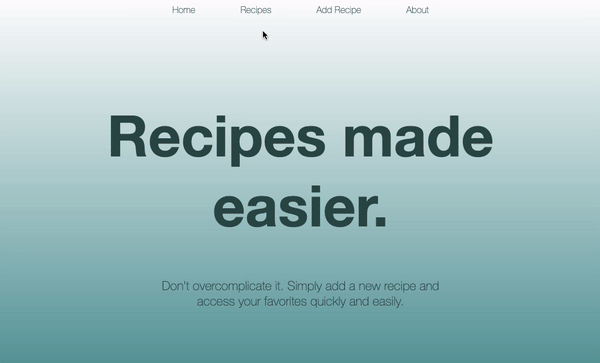 Home Recipes Add Recipe About
Recipes made
easier.
Don't overcomplicate it. Simply add a new recipe and
access your favorites quickly and easily.